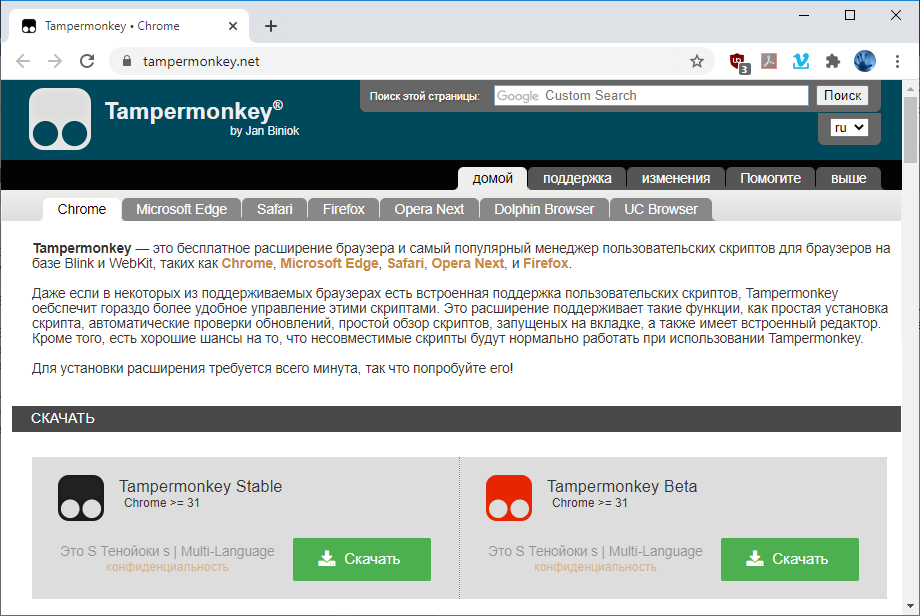 Tampermonkey • Chrome
tampermonkey.net
3
Поиск этой страницы:
Google Custom Search
Поиск
Tampermonkey®
by Jan Biniok
ru
домой
поддержка
изменения
Помогите
выше
Chrome
Microsoft Edge
Safari
Firefox
Opera Next
Dolphin Browser
UC Browser
Tampermonkey — это бесплатное расширение браузера и самый популярный менеджер пользовательских скриптов для браузеров на
базе Blink и WebKit, таких как Chrome, Microsoft Edge, Safari, Opera Next, и Firefox.
Даже если в некоторых из поддерживаемых браузерах есть встроенная поддержка пользовательских скриптов, Tampermonkey
оебспечит гораздо более удобное управление этими скриптами. Это расширение поддерживает такие функции, как простая установка
скрипта, автоматические проверки обновлений, простой обзор скриптов, запущеных на вкладке, а также имеет встроенный редактор.
Кроме того, есть хорошие шансы на то, что несовместимые скрипты будут нормально работать при использовании Tampermonkey.
Для установки расширения требуется всего минута, так что попробуйте его!
СКАЧАТЬ
Tampermonkey Stable
Chrome >= 31
Это S Тенойоки s | Multi-Language
конфиденциальность
Скачать
Tampermonkey Beta
Chrome >= 31
Это S Тенойоки s | Multi-Language
конфиденциальность
Скачать